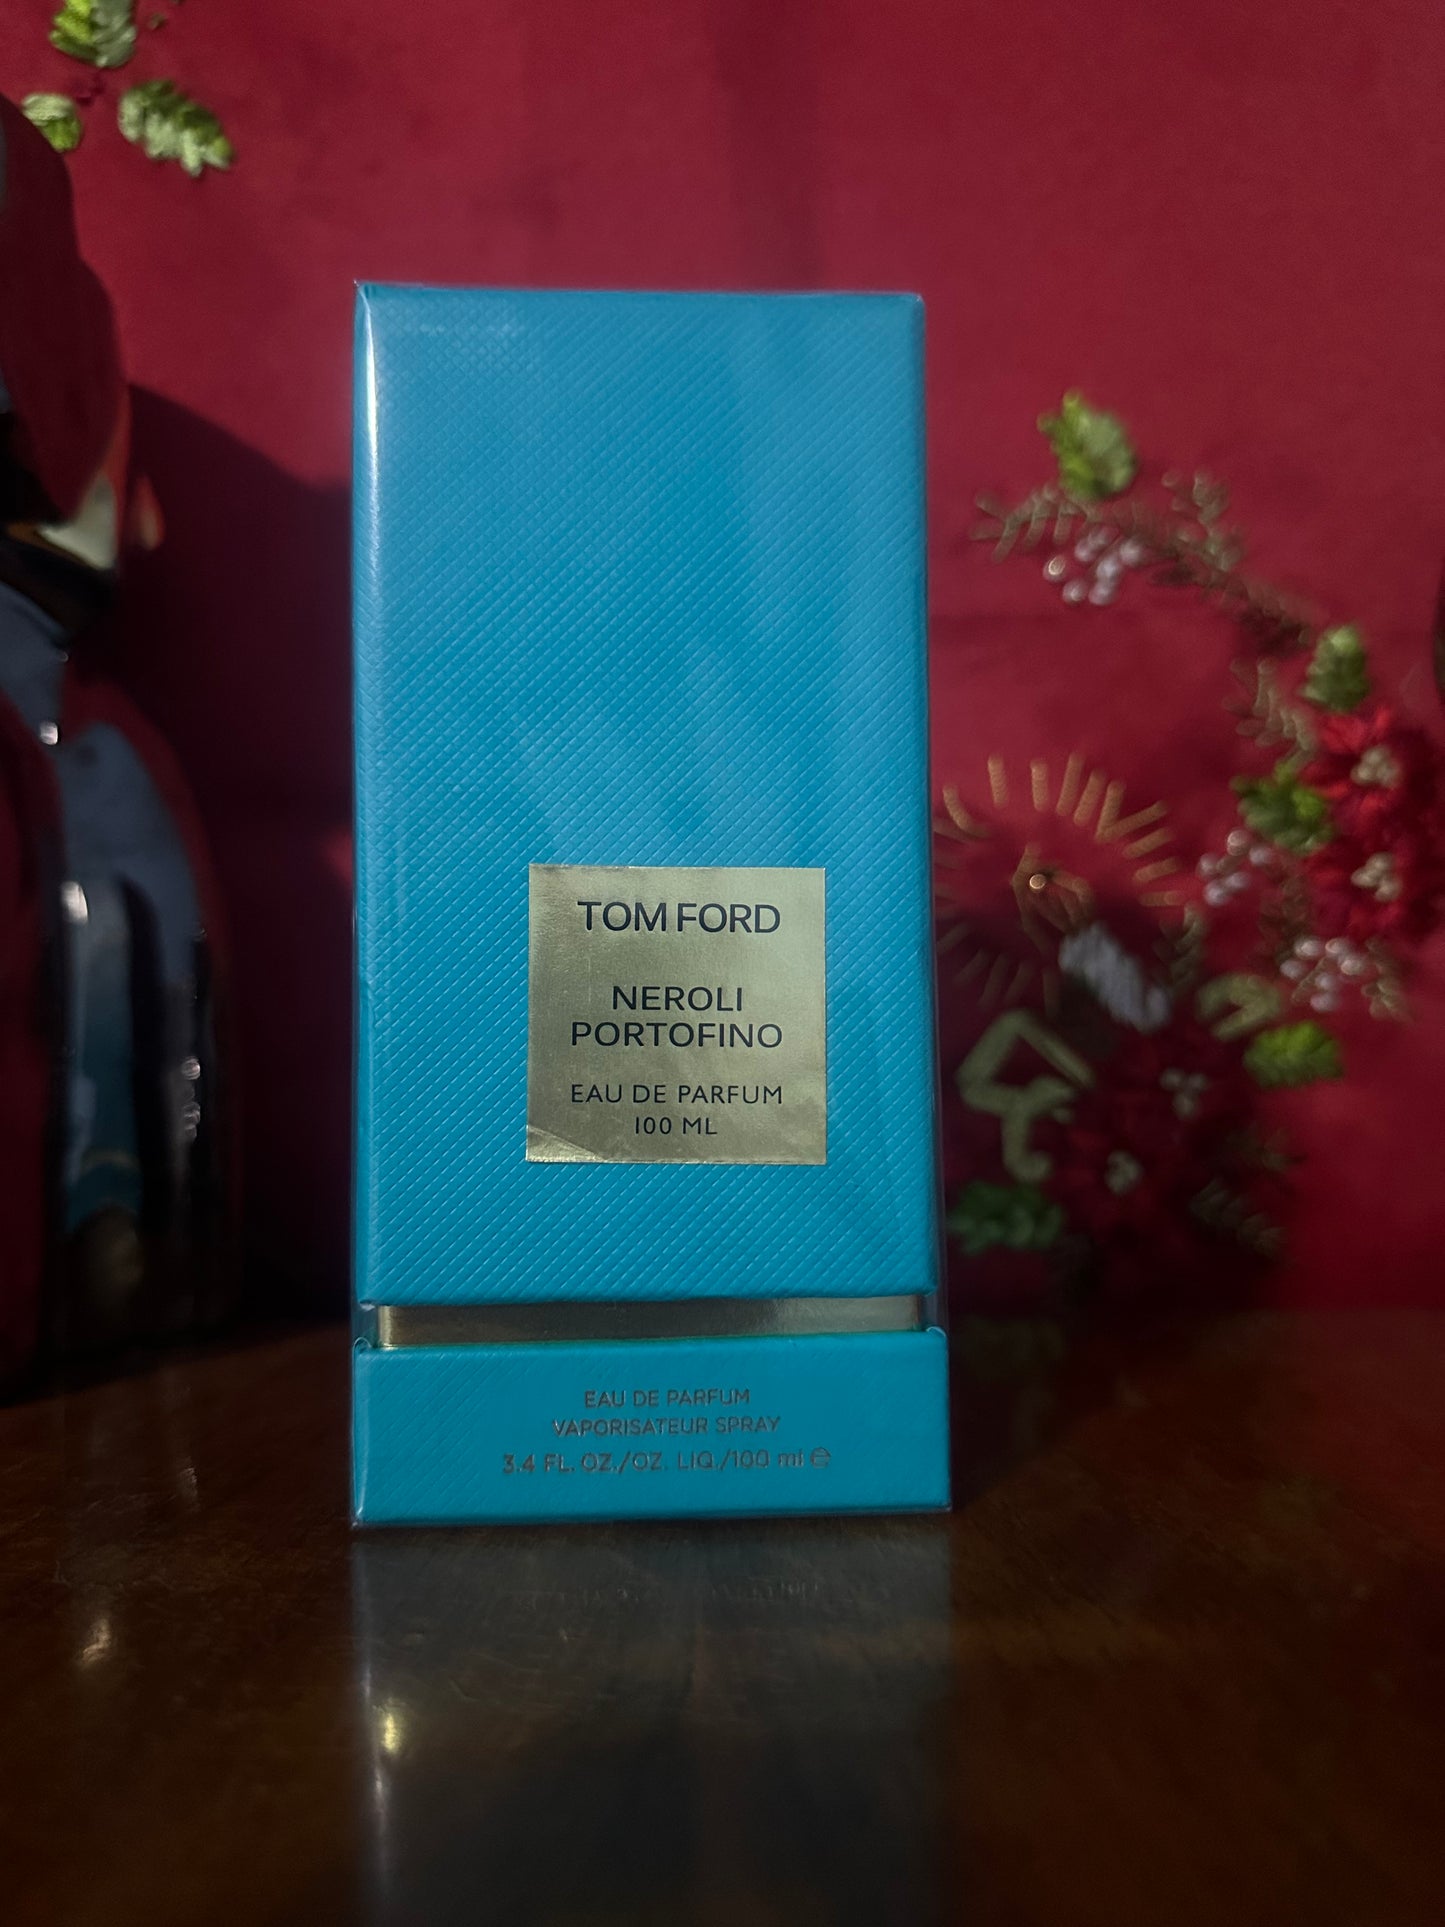 TOM FORD
NEROLI
PORTOFINO
EAU DE PARFUM
100 ML
EAU DE PARFUM
VAPORISATEUR SPRAY
3.4 FL. OZ./OZ. LIQ./100 ml ℮